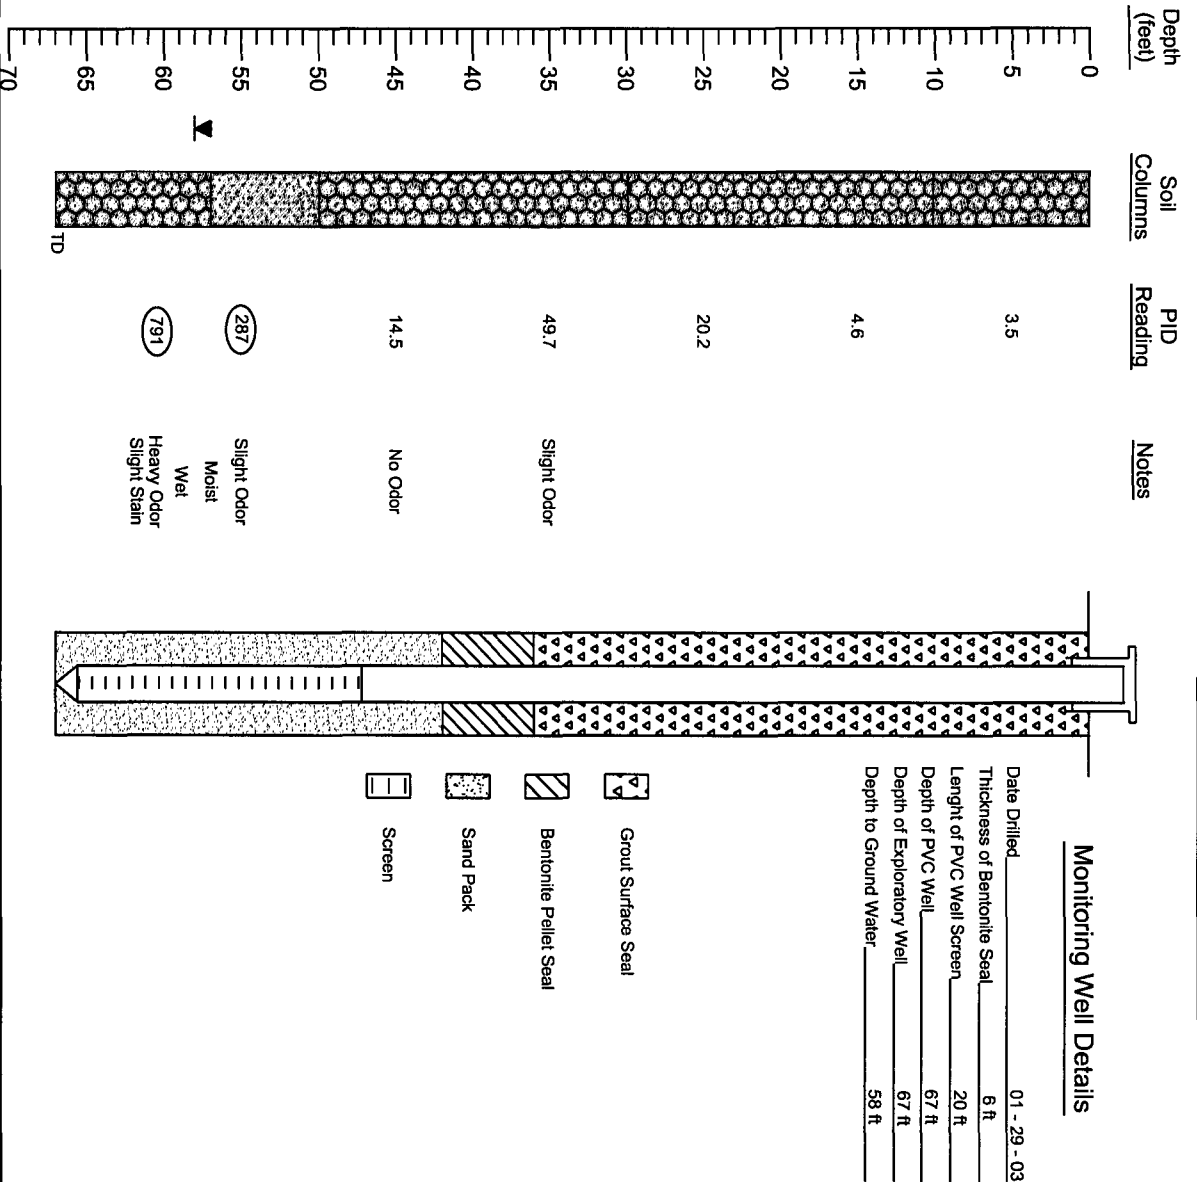 Depth
(feet)
Soil
Columns
PID
Reading
Notes
0
5
10
15
20
25
30
35
40
45
50
55
60
65
70
TD
3.5
4.6
20.2
49.7
14.5
287
791
Slight Odor
No Odor
Slight Odor
Moist
Wet
Heavy Odor
Slight Stain
Monitoring Well Details
Date Drilled 01 - 29 - 03
Thickness of Bentonite Seal 6 ft
Lenght of PVC Well Screen 20 ft
Depth of PVC Well 67 ft
Depth of Exploratory Well 67 ft
Depth to Ground Water 58 ft
Grout Surface Seal
Bentonite Pellet Seal
Sand Pack
Screen